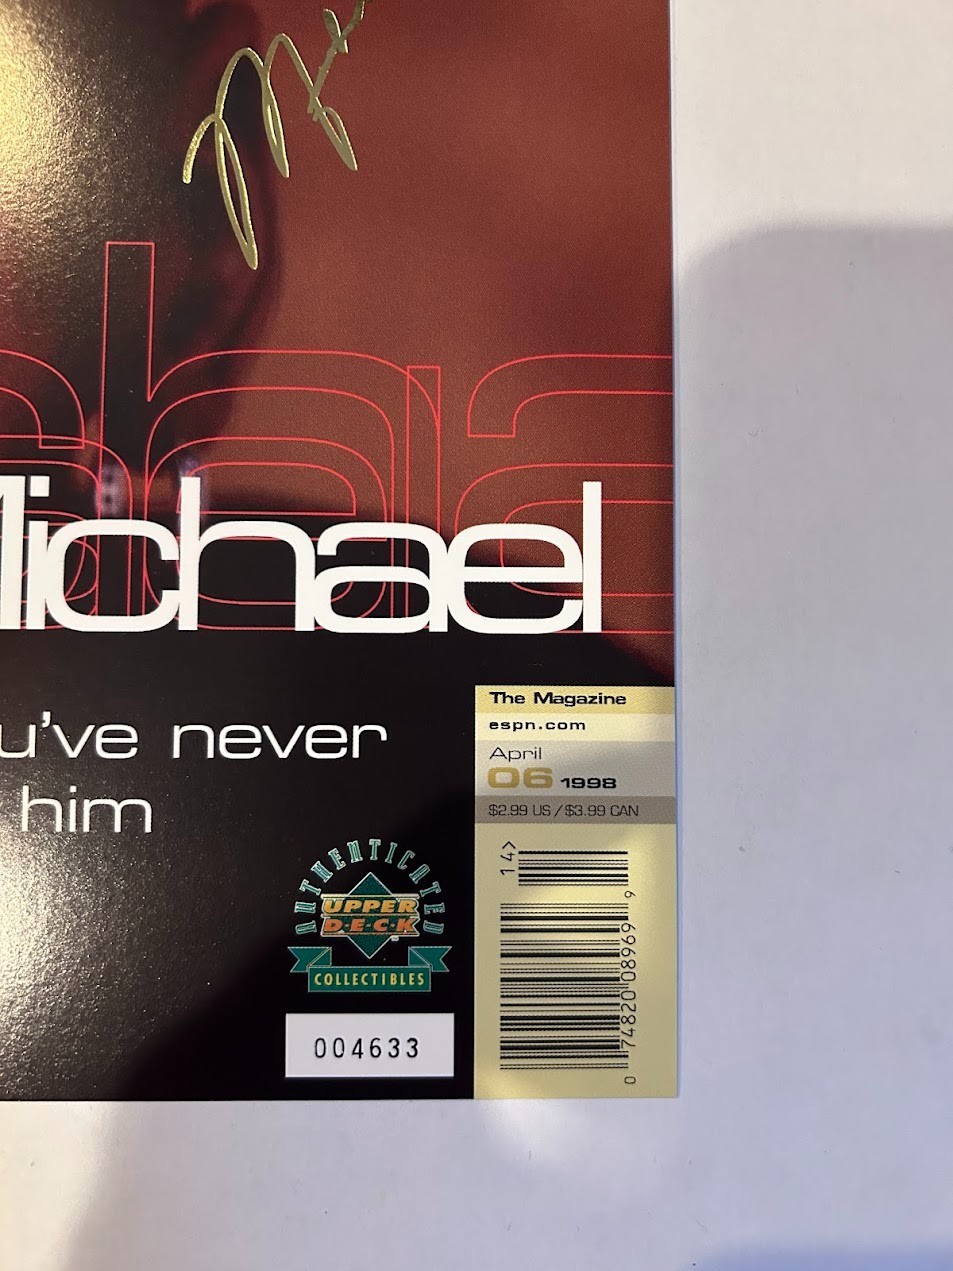 Michael
u've never
him
The Magazine
espn.com
April
06 1998
$2.99 US / $3.99 CAN
14>
0 74820 08969 9
AUTHENTICATED
UPPER
D·E·C·K
™
COLLECTIBLES
004633